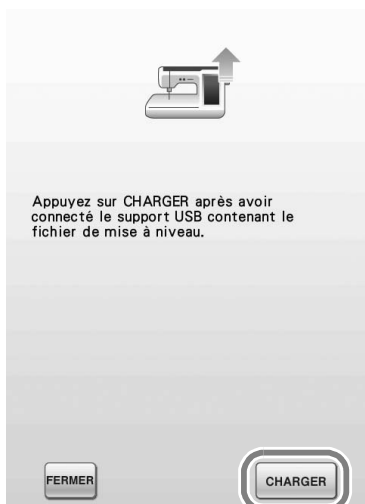 Appuyez sur CHARGER après avoir
connecté le support USB contenant le
fichier de mise à niveau.
FERMER
CHARGER